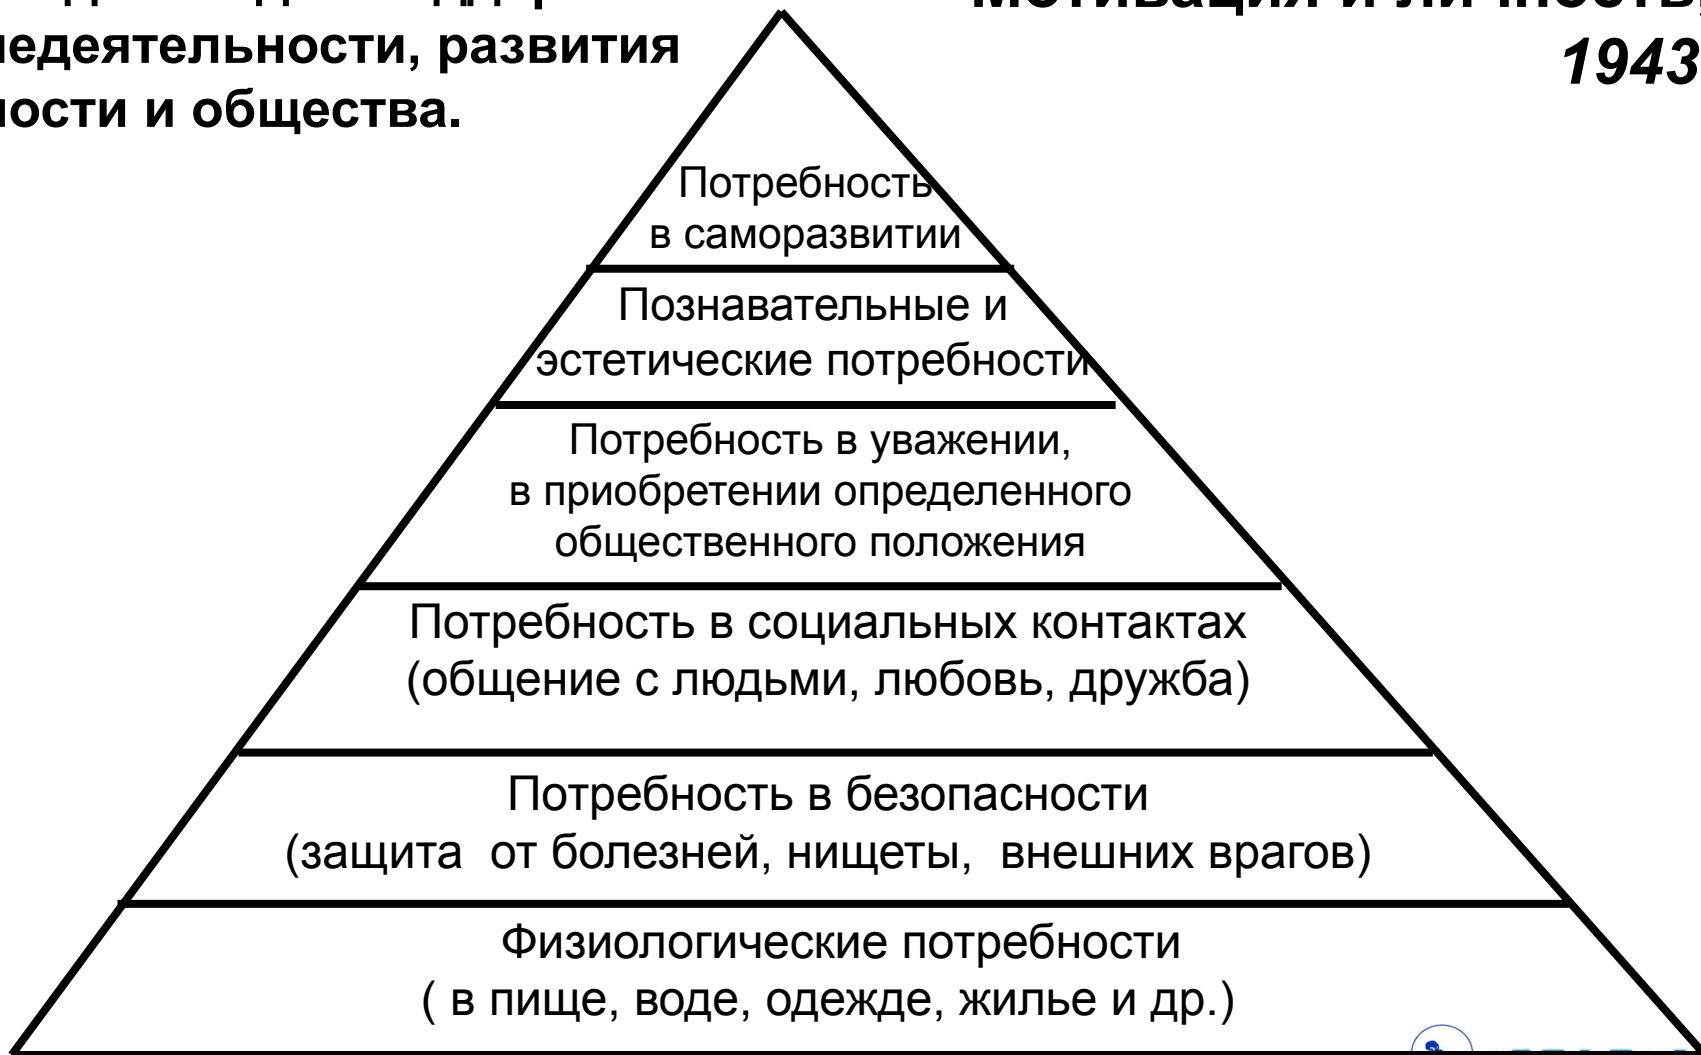 недеятельности, развития
ности и общества.
Мотивация и личность,
1943
Потребность
в саморазвитии
Познавательные и
эстетические потребности
Потребность в уважении,
в приобретении определенного
общественного положения
Потребность в социальных контактах
(общение с людьми, любовь, дружба)
Потребность в безопасности
(защита от болезней, нищеты, внешних врагов)
Физиологические потребности
( в пище, воде, одежде, жилье и др.)